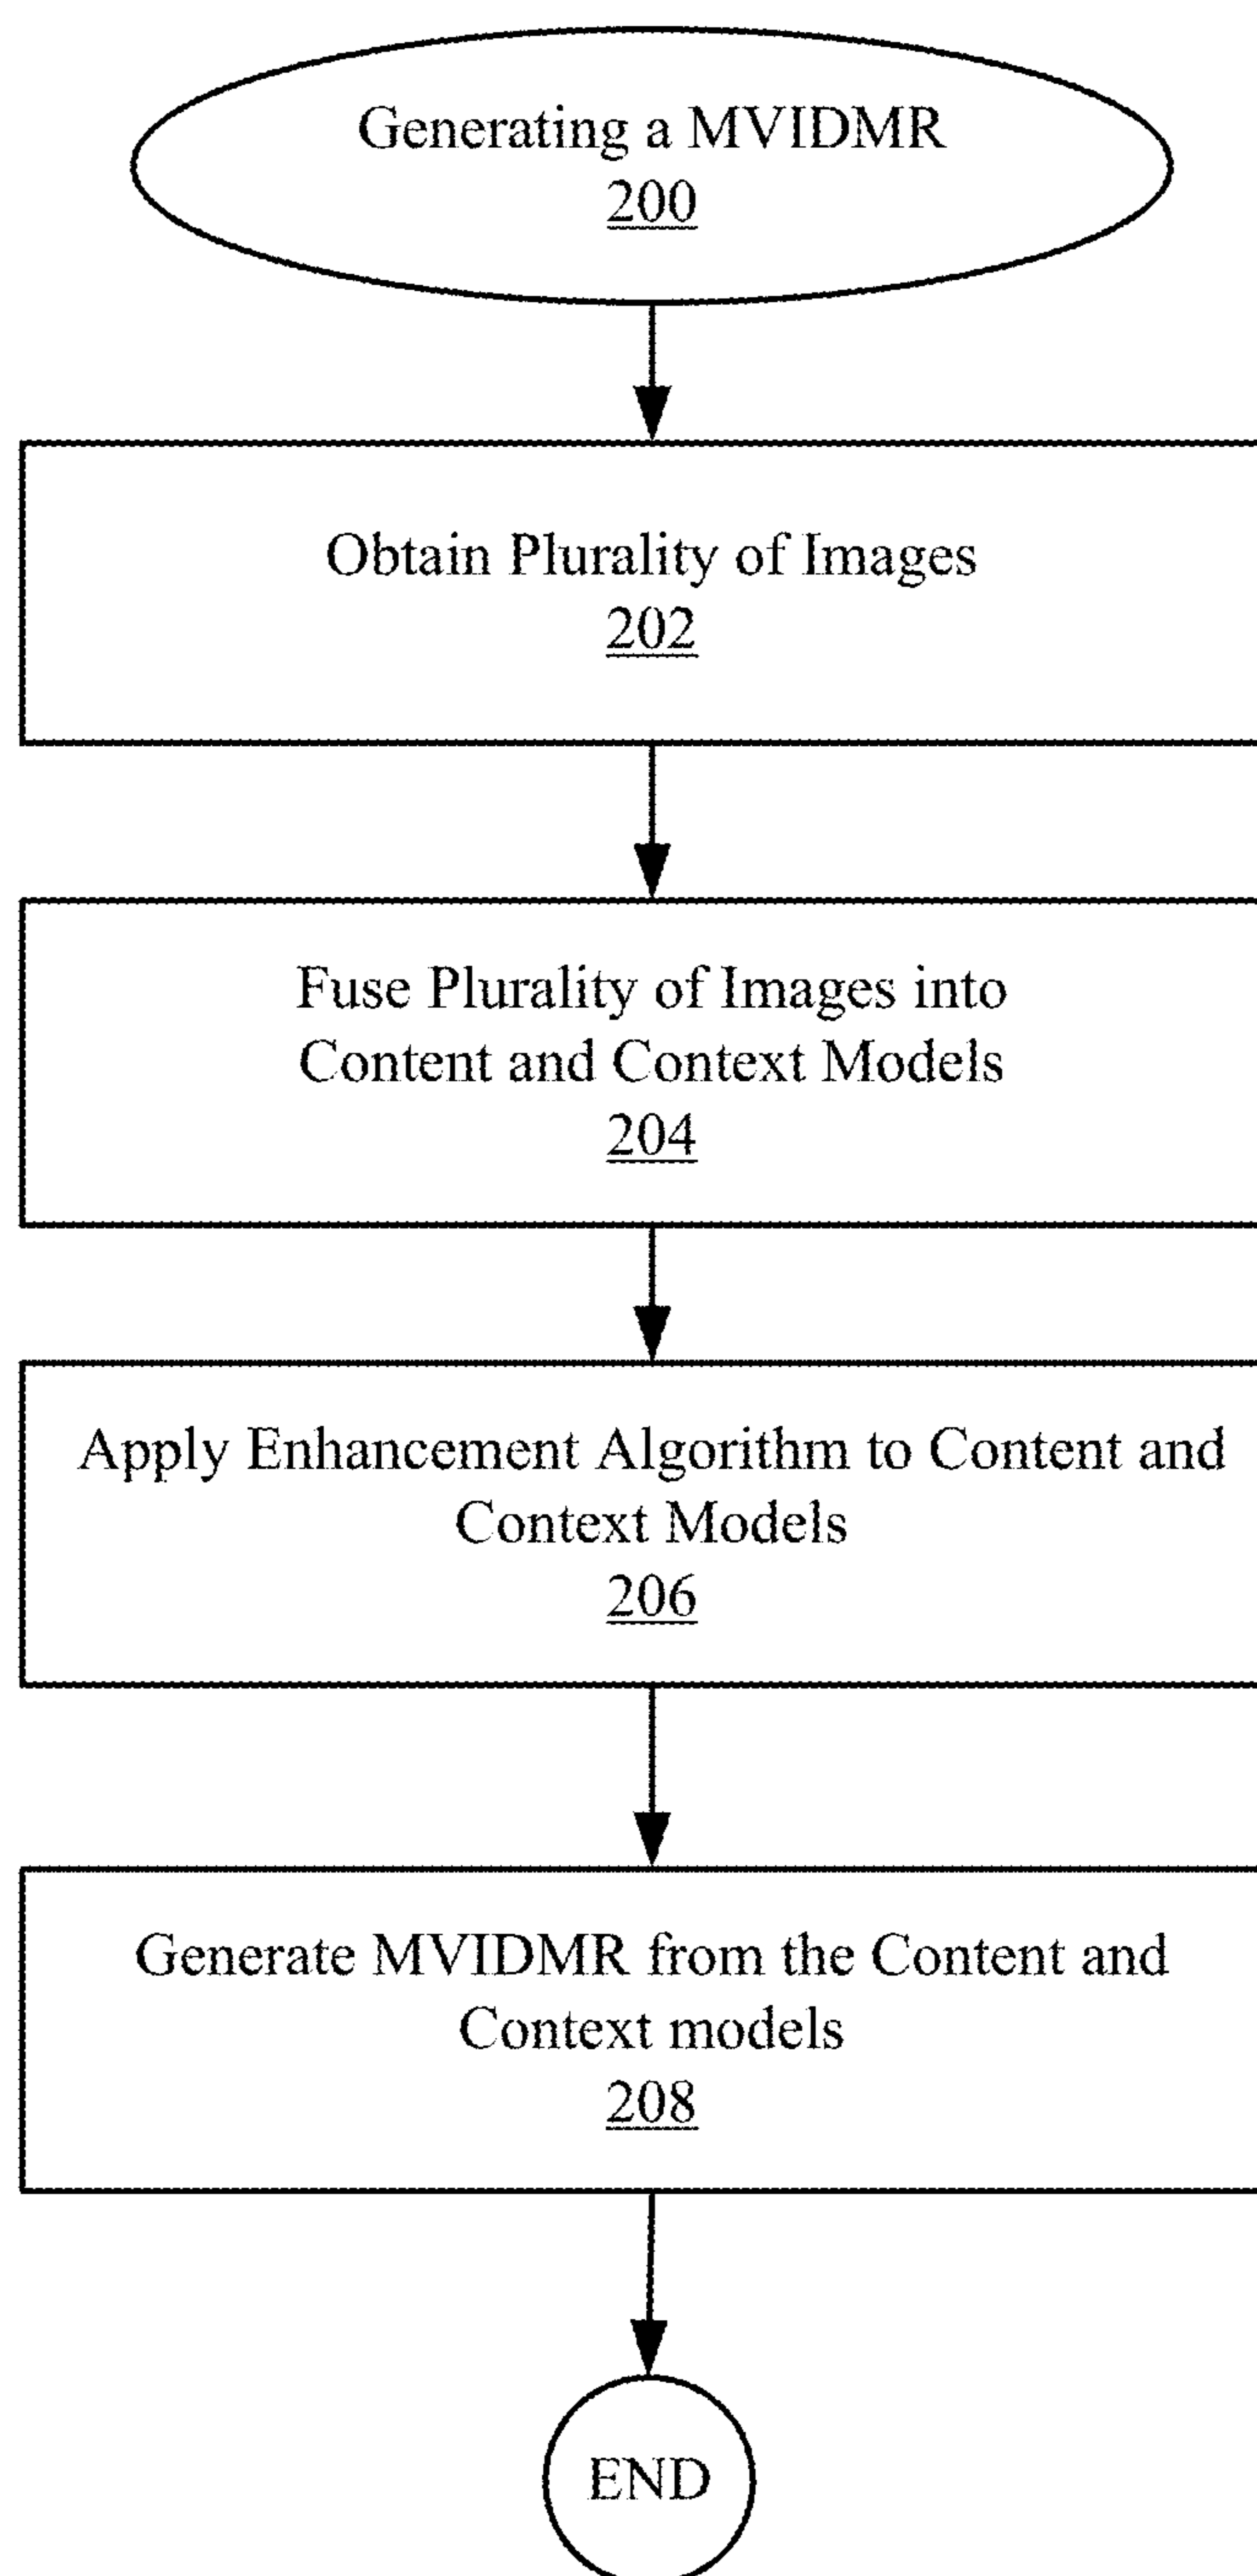 Generating a MVIDMR
200
Obtain Plurality of Images
202
Fuse Plurality of Images into
Content and Context Models
204
Apply Enhancement Algorithm to Content and
Context Models
206
Generate MVIDMR from the Content and
Context models
208
END